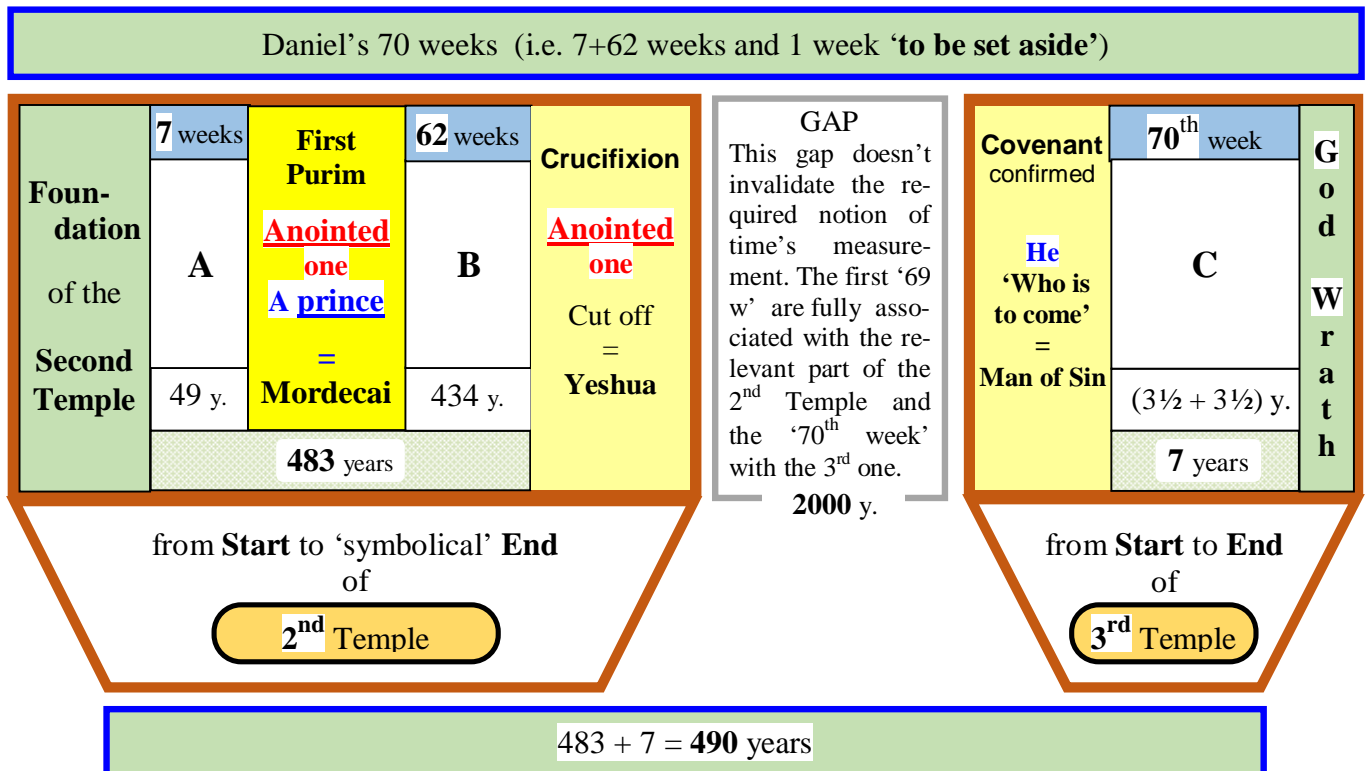 Daniel’s 70 weeks (i.e. 7+62 weeks and 1 week ‘to be set aside’)
Foun-
dation
of the
Second
Temple
7 weeks
A
49 y.
First
Purim
Anointed
one
A prince
=
Mordecai
62 weeks
B
434 y.
483 years
Crucifixion
Anointed
one
Cut off
=
Yeshua
GAP
This gap doesn’t
invalidate the re-
quired notion of
time’s measure-
ment. The first ‘69
w’ are fully asso-
ciated with the re-
levant part of the
2nd Temple and
the ‘70th week’
with the 3rd one.
2000 y.
Covenant
confirmed
He
‘Who is
to come’
=
Man of Sin
70th week
C
(3½ + 3½) y.
7 years
God
Wrath
from Start to ‘symbolical’ End
of
2nd Temple
from Start to End
of
3rd Temple
483 + 7 = 490 years